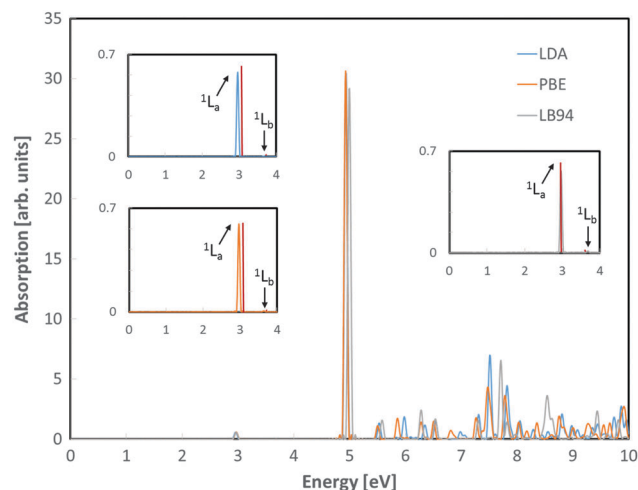 35
30
25
20
15
10
5
0
Absorption [arb. units]
0 1 2 3 4 5 6 7 8 9 10
Energy [eV]
LDA
PBE
LB94
0.7
0
¹Lₐ
¹L_b
0 1 2 3 4
0.7
0
¹Lₐ
¹L_b
0 1 2 3 4
0.7
0
¹Lₐ
¹L_b
0 1 2 3 4